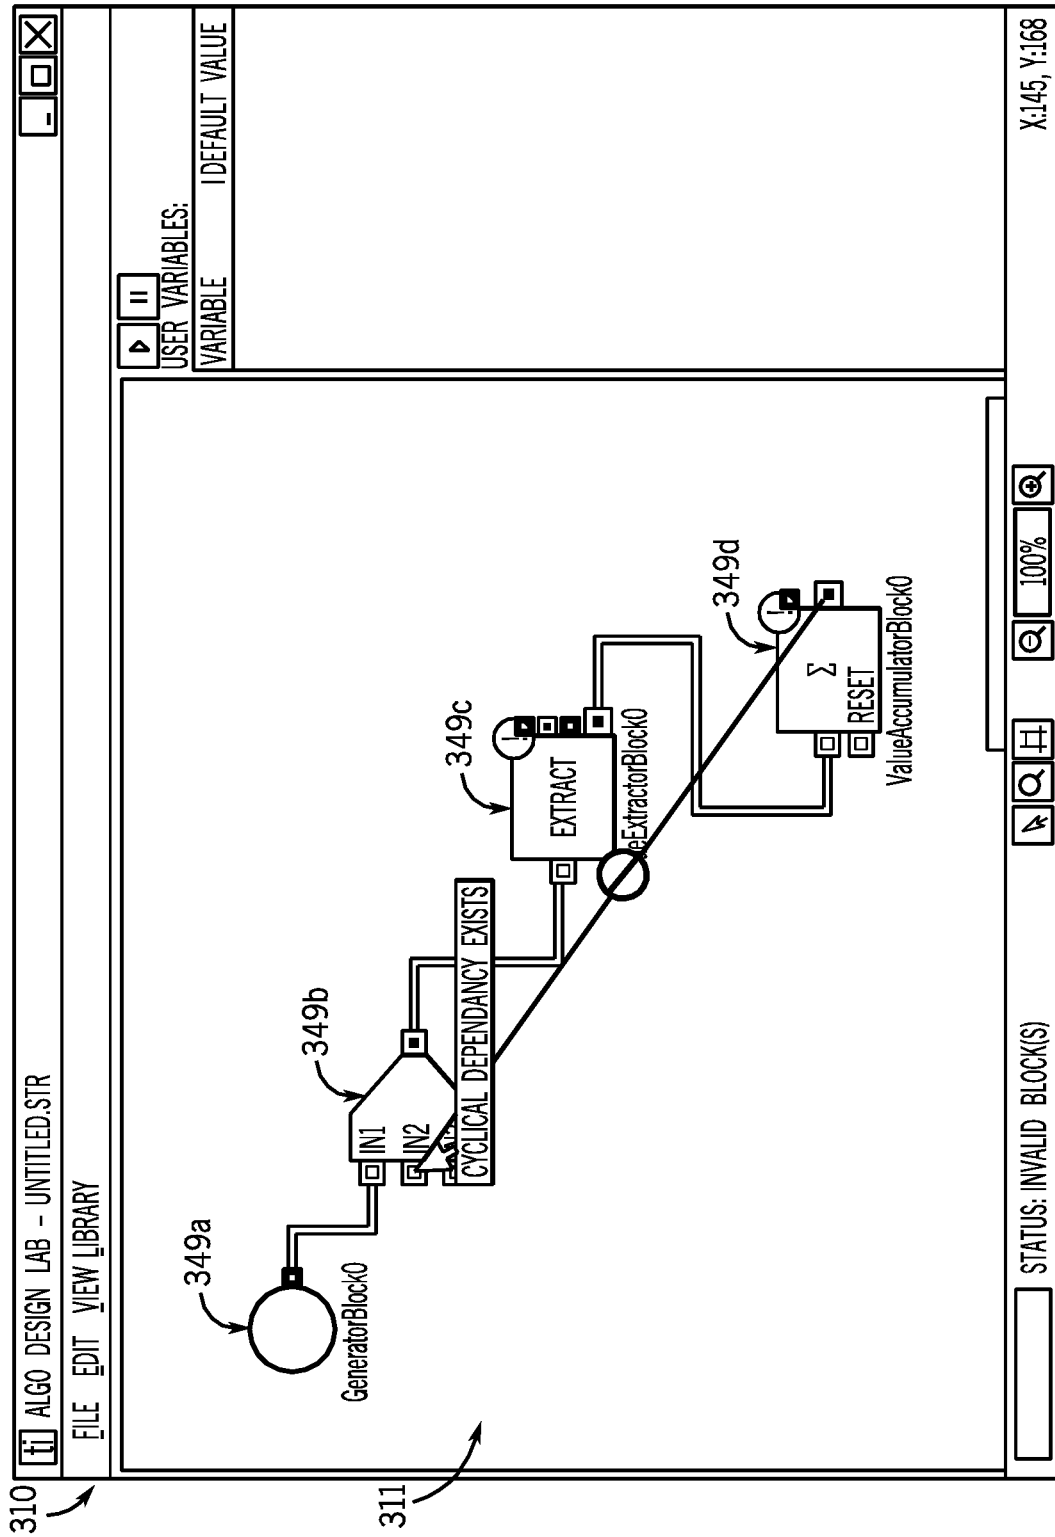 310
ti ALGO DESIGN LAB - UNTITLED.STR
FILE EDIT VIEW LIBRARY
USER VARIABLES:
VARIABLE | DEFAULT VALUE
311
349a
GeneratorBlock0
349b
IN1
IN2
CYCLICAL DEPENDANCY EXISTS
349c
!
EXTRACT
eExtractorBlock0
349d
!
Σ
RESET
ValueAccumulatorBlock0
STATUS: INVALID BLOCK(S)
100%
X:145, Y:168